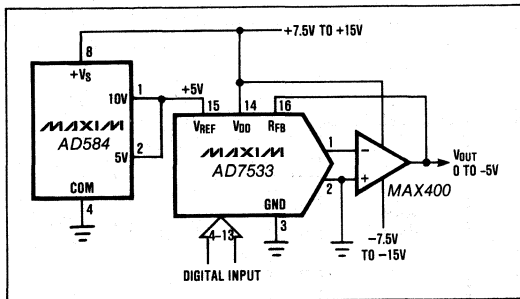 +7.5V TO +15V
8
+VS
10V
1
+5V
15
14
16
MAXIM
AD584
VREF
VDD
RFB
5V
2
MAXIM
AD7533
1
−
2
+
MAX400
VOUT
0 TO −5V
COM
4
GND
3
4–13
−7.5V
TO −15V
DIGITAL INPUT